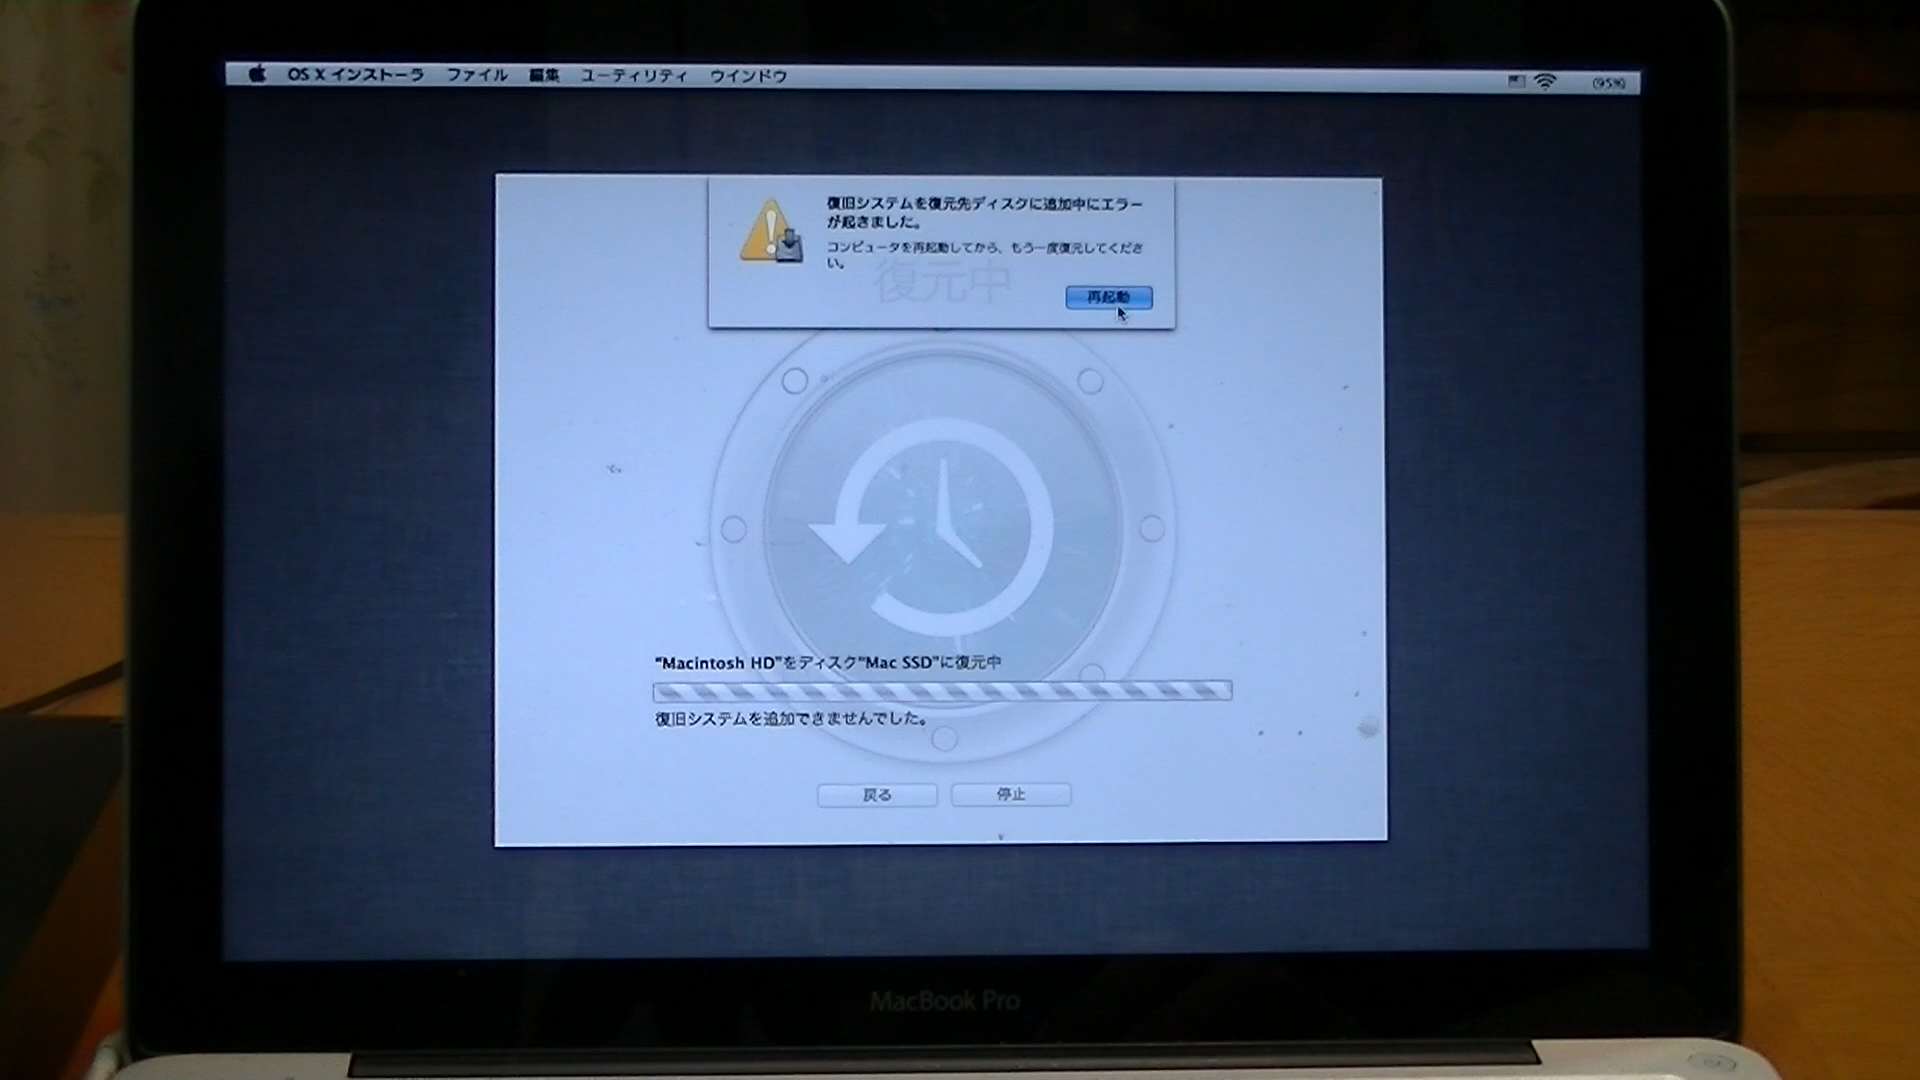 OS X インストーラ ファイル 編集 ユーティリティ ウインドウ (95%)
復旧システムを復元先ディスクに追加中にエラー
が起きました。
コンピュータを再起動してから、もう一度復元してくださ
い。
復元中
再起動
“Macintosh HD”をディスク“Mac SSD”に復元中
復旧システムを追加できませんでした。
戻る 停止
MacBook Pro